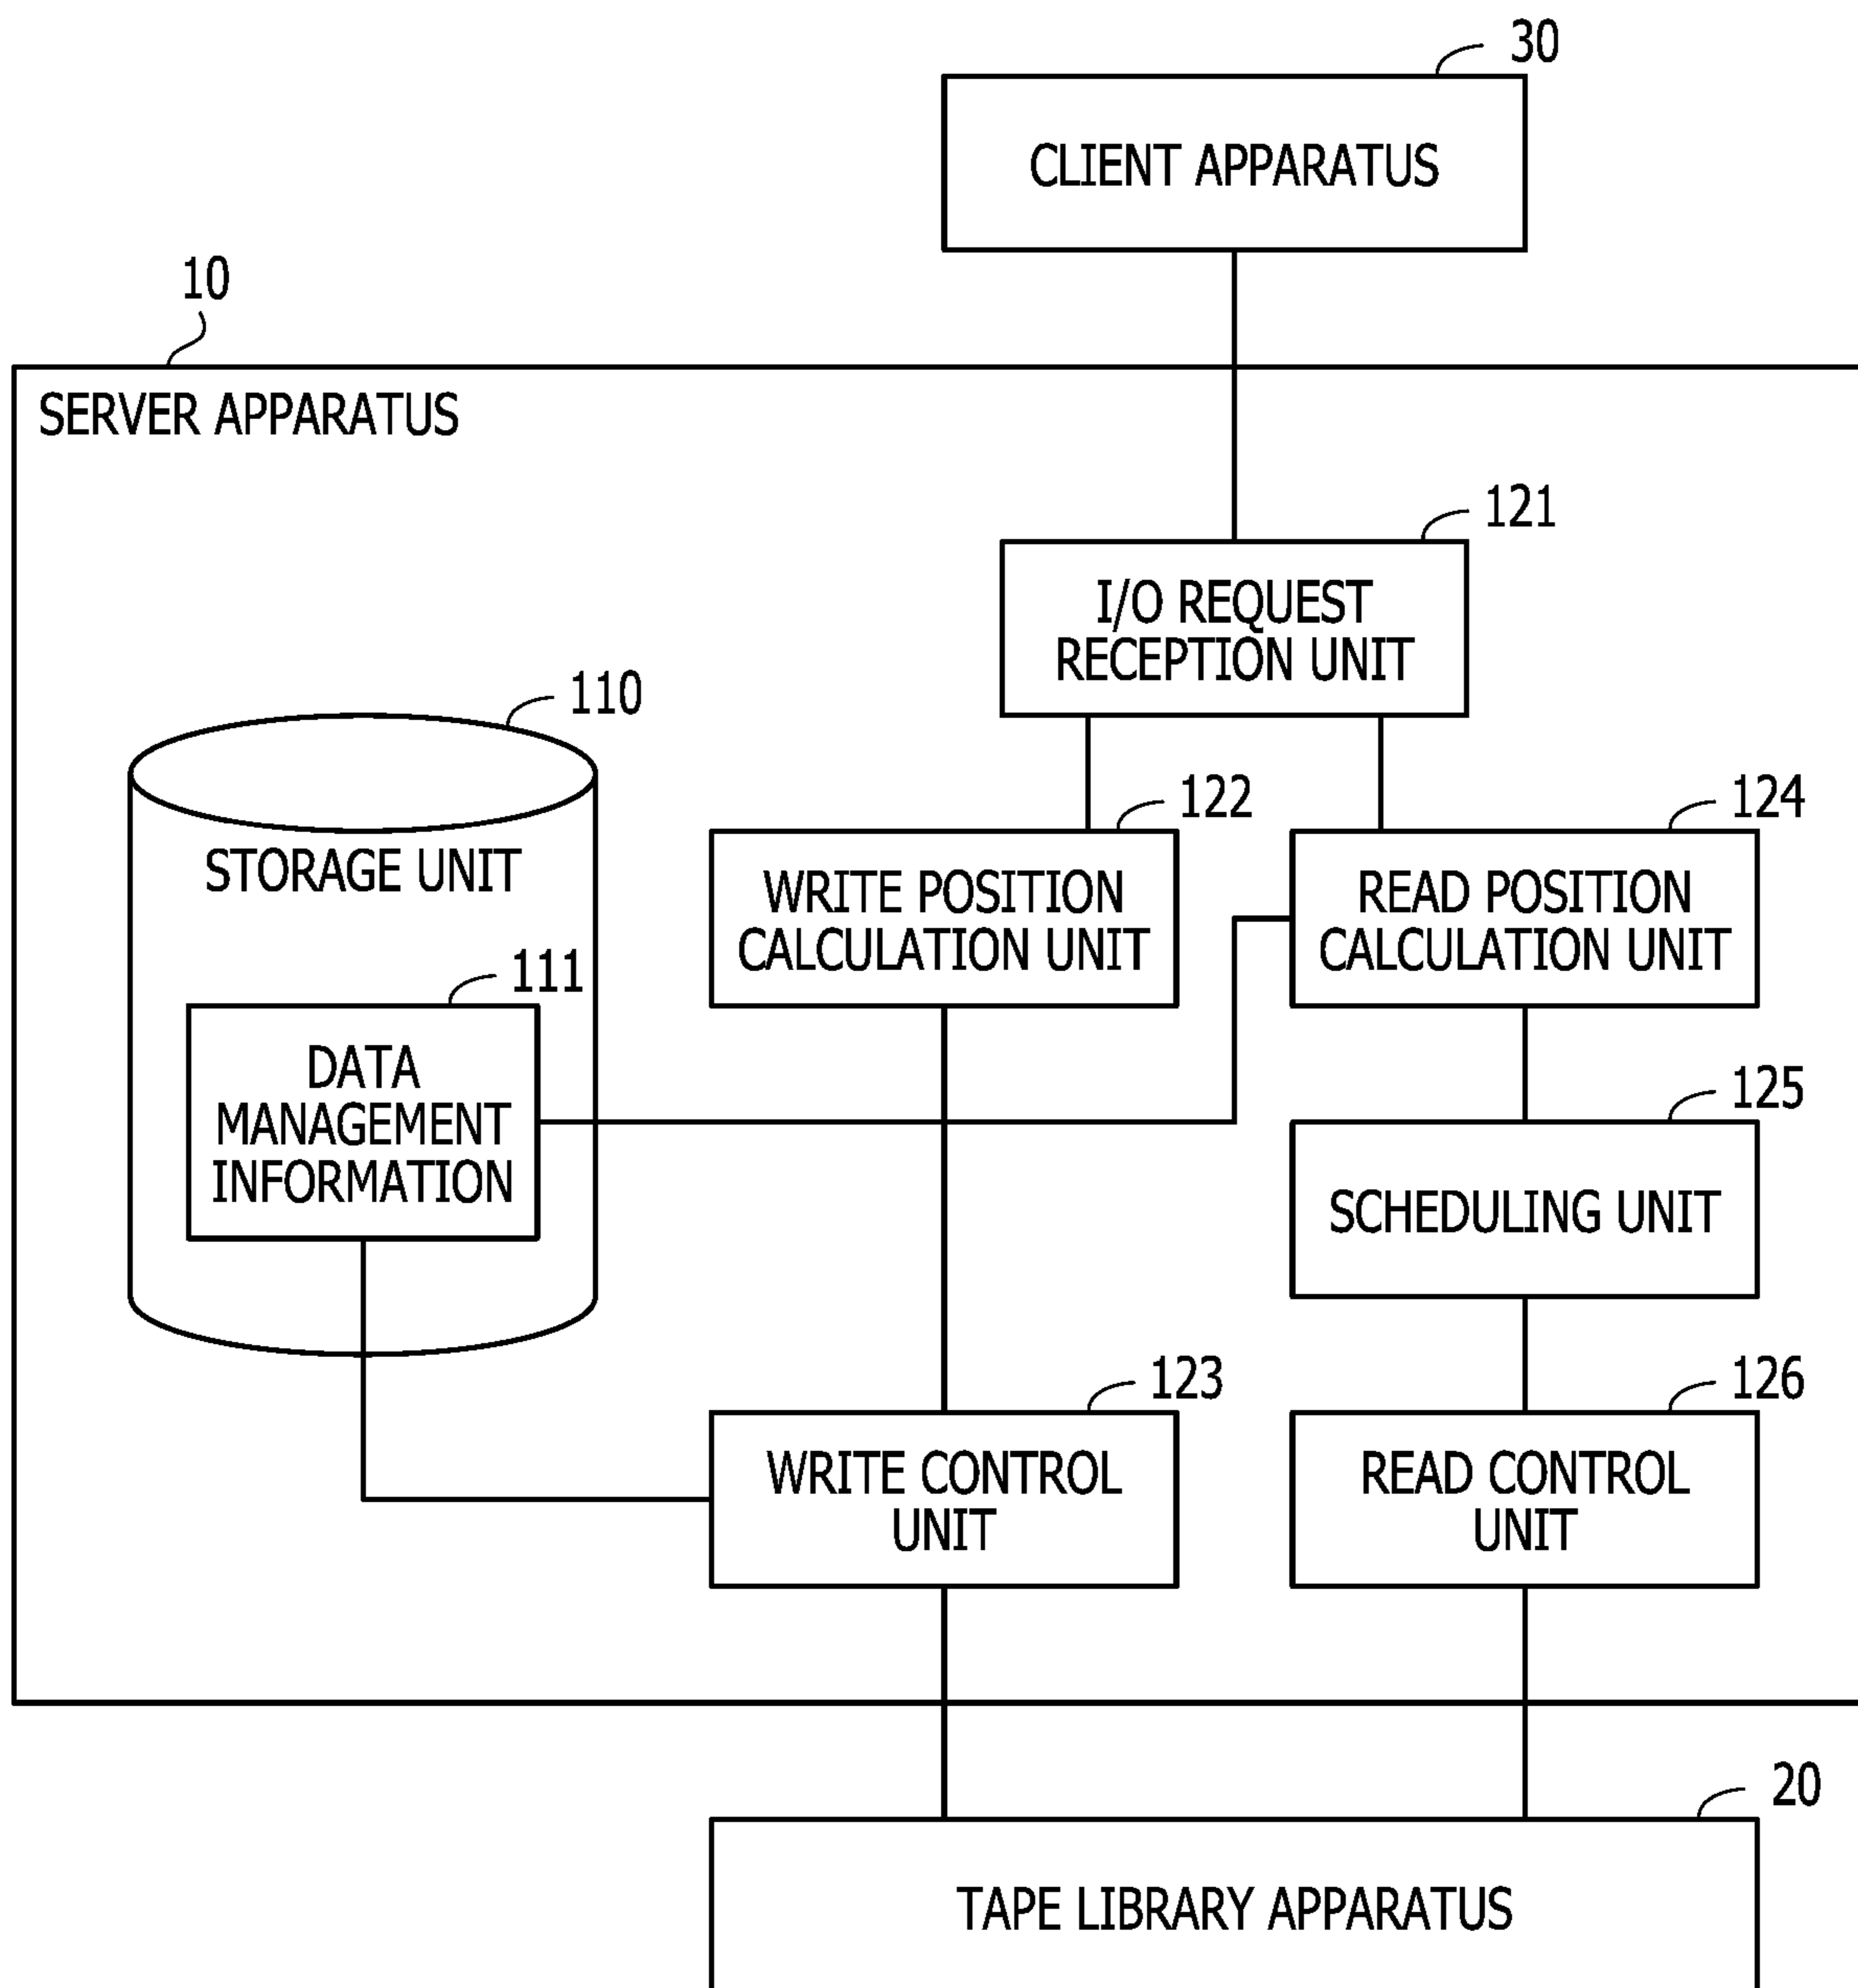 30
CLIENT APPARATUS
10
SERVER APPARATUS
121
I/O REQUEST
RECEPTION UNIT
110
STORAGE UNIT
122
WRITE POSITION
CALCULATION UNIT
124
READ POSITION
CALCULATION UNIT
111
DATA
MANAGEMENT
INFORMATION
125
SCHEDULING UNIT
123
WRITE CONTROL
UNIT
126
READ CONTROL
UNIT
20
TAPE LIBRARY APPARATUS